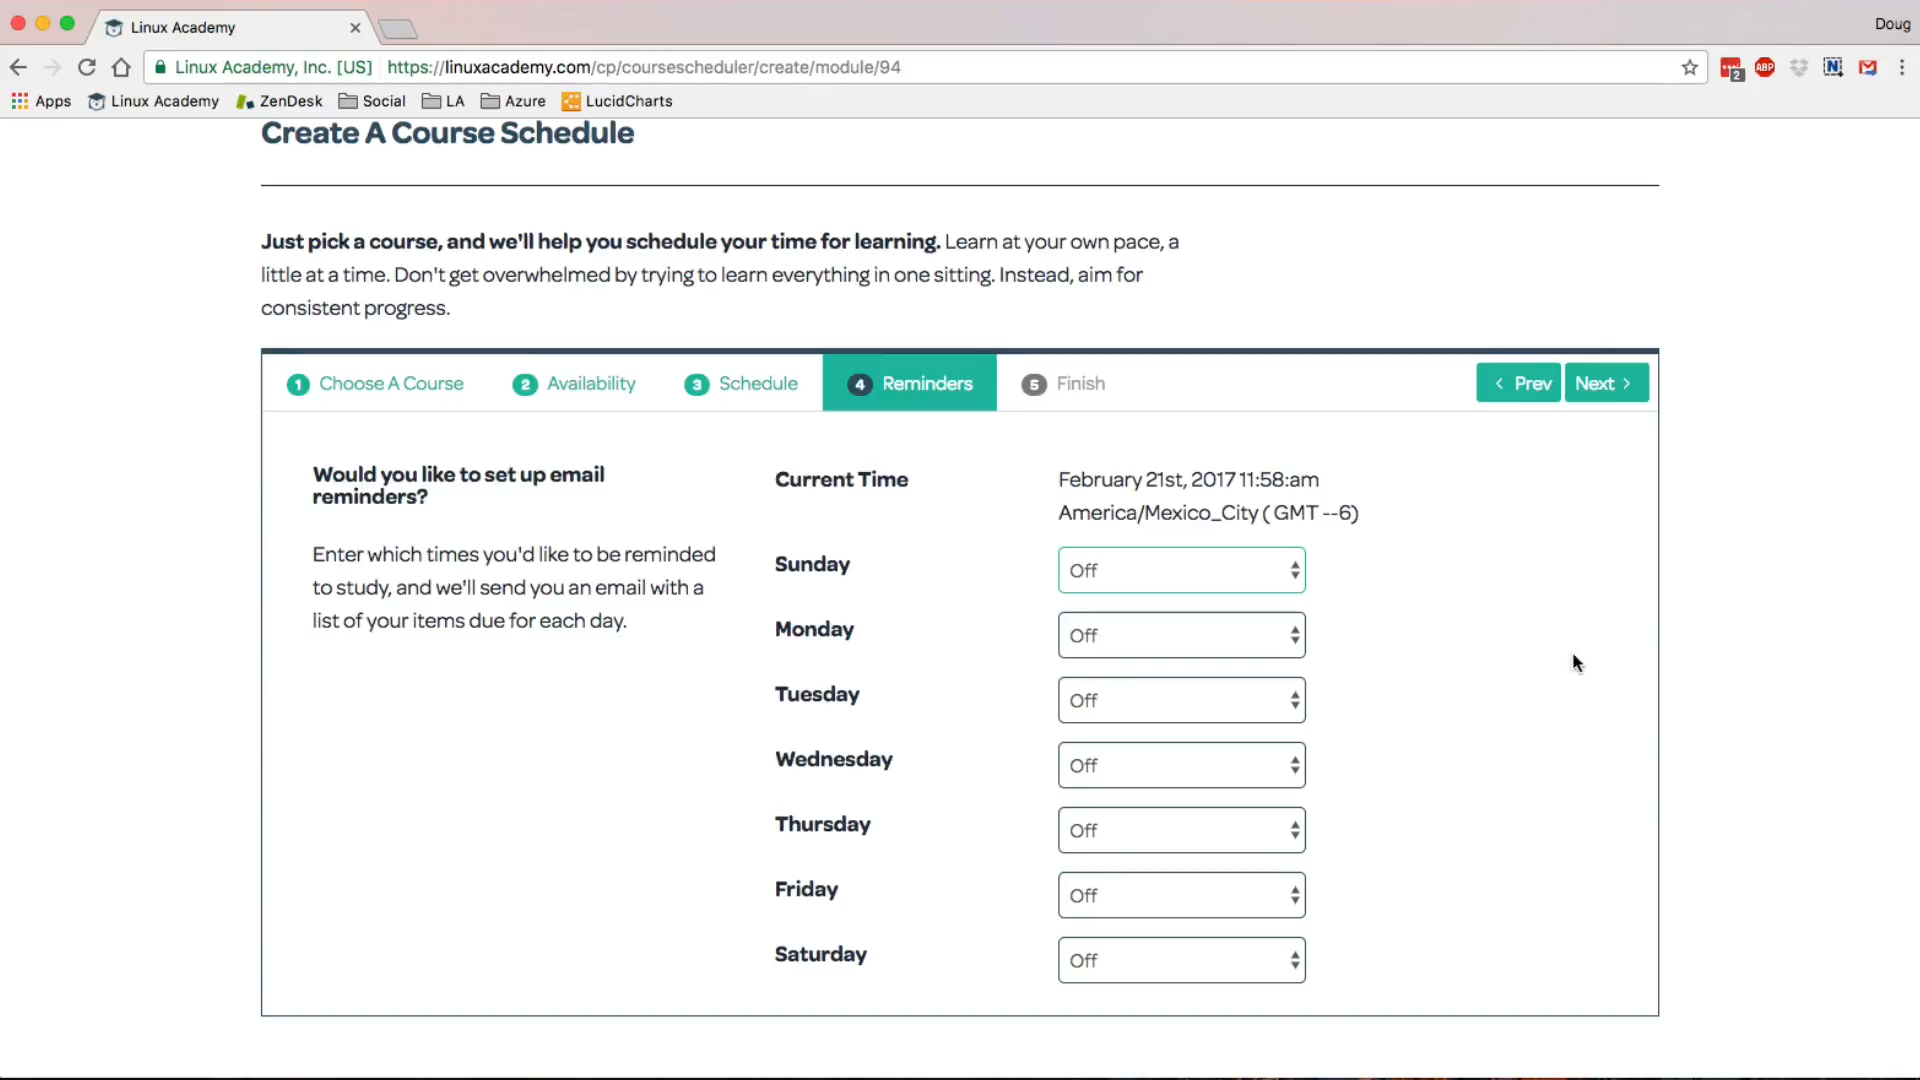 Linux Academy
Doug
Linux Academy, Inc. [US] https://linuxacademy.com/cp/coursescheduler/create/module/94
2
ABP
N
Apps Linux Academy ZenDesk Social LA Azure LucidCharts
Create A Course Schedule
Just pick a course, and we'll help you schedule your time for learning. Learn at your own pace, a
little at a time. Don't get overwhelmed by trying to learn everything in one sitting. Instead, aim for
consistent progress.
1 Choose A Course 2 Availability 3 Schedule 4 Reminders 5 Finish Prev Next
Would you like to set up email
reminders?
Enter which times you'd like to be reminded
to study, and we'll send you an email with a
list of your items due for each day.
Current Time February 21st, 2017 11:58:am
America/Mexico_City ( GMT --6)
Sunday Off
Monday Off
Tuesday Off
Wednesday Off
Thursday Off
Friday Off
Saturday Off